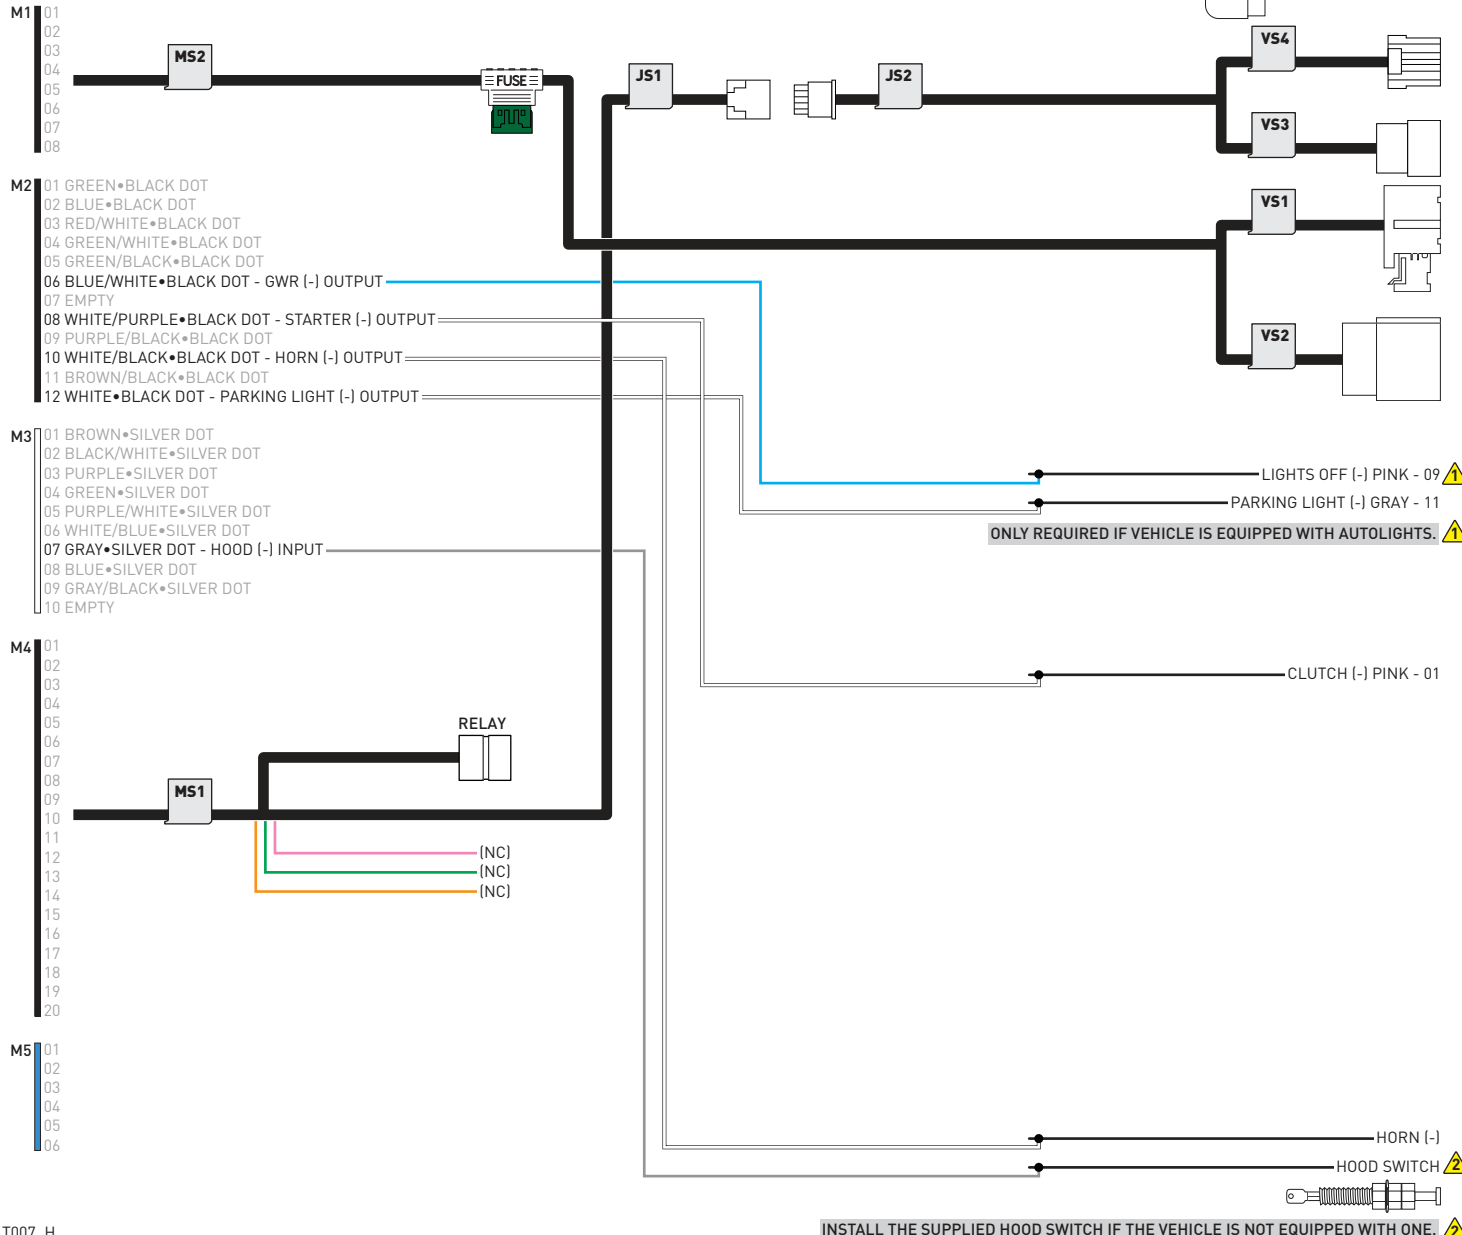 M1 01
02
03
04
05
06
07
08
MS2
FUSE
JS1
JS2
VS4
VS3
VS1
VS2
M2 01 GREEN•BLACK DOT
02 BLUE•BLACK DOT
03 RED/WHITE•BLACK DOT
04 GREEN/WHITE•BLACK DOT
05 GREEN/BLACK•BLACK DOT
06 BLUE/WHITE•BLACK DOT - GWR (-) OUTPUT
07 EMPTY
08 WHITE/PURPLE•BLACK DOT - STARTER (-) OUTPUT
09 PURPLE/BLACK•BLACK DOT
10 WHITE/BLACK•BLACK DOT - HORN (-) OUTPUT
11 BROWN/BLACK•BLACK DOT
12 WHITE•BLACK DOT - PARKING LIGHT (-) OUTPUT
M3 01 BROWN•SILVER DOT
02 BLACK/WHITE•SILVER DOT
03 PURPLE•SILVER DOT
04 GREEN•SILVER DOT
05 PURPLE/WHITE•SILVER DOT
06 WHITE/BLUE•SILVER DOT
07 GRAY•SILVER DOT - HOOD (-) INPUT
08 BLUE•SILVER DOT
09 GRAY/BLACK•SILVER DOT
10 EMPTY
LIGHTS OFF (-) PINK - 09 1
PARKING LIGHT (-) GRAY - 11
ONLY REQUIRED IF VEHICLE IS EQUIPPED WITH AUTOLIGHTS. 1
CLUTCH (-) PINK - 01
M4 01
02
03
04
05
06
07
08
09
10
11
12
13
14
15
16
17
18
19
20
RELAY
MS1
(NC)
(NC)
(NC)
M5 01
02
03
04
05
06
HORN (-)
HOOD SWITCH 2
INSTALL THE SUPPLIED HOOD SWITCH IF THE VEHICLE IS NOT EQUIPPED WITH ONE. 2
T007_H